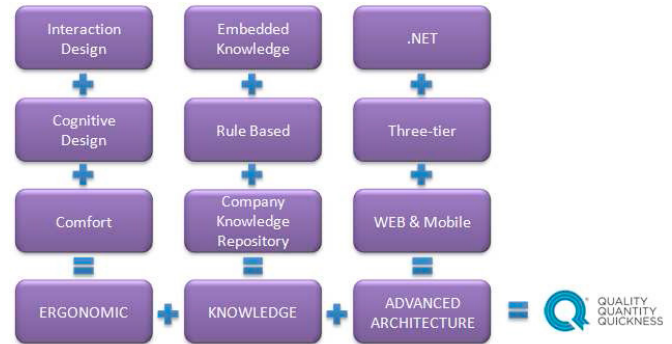 Interaction
Design
Embedded
Knowledge
.NET
Cognitive
Design
Rule Based
Three-tier
Comfort
Company
Knowledge
Repository
WEB & Mobile
ERGONOMIC
KNOWLEDGE
ADVANCED
ARCHITECTURE
QUALITY
QUANTITY
QUICKNESS